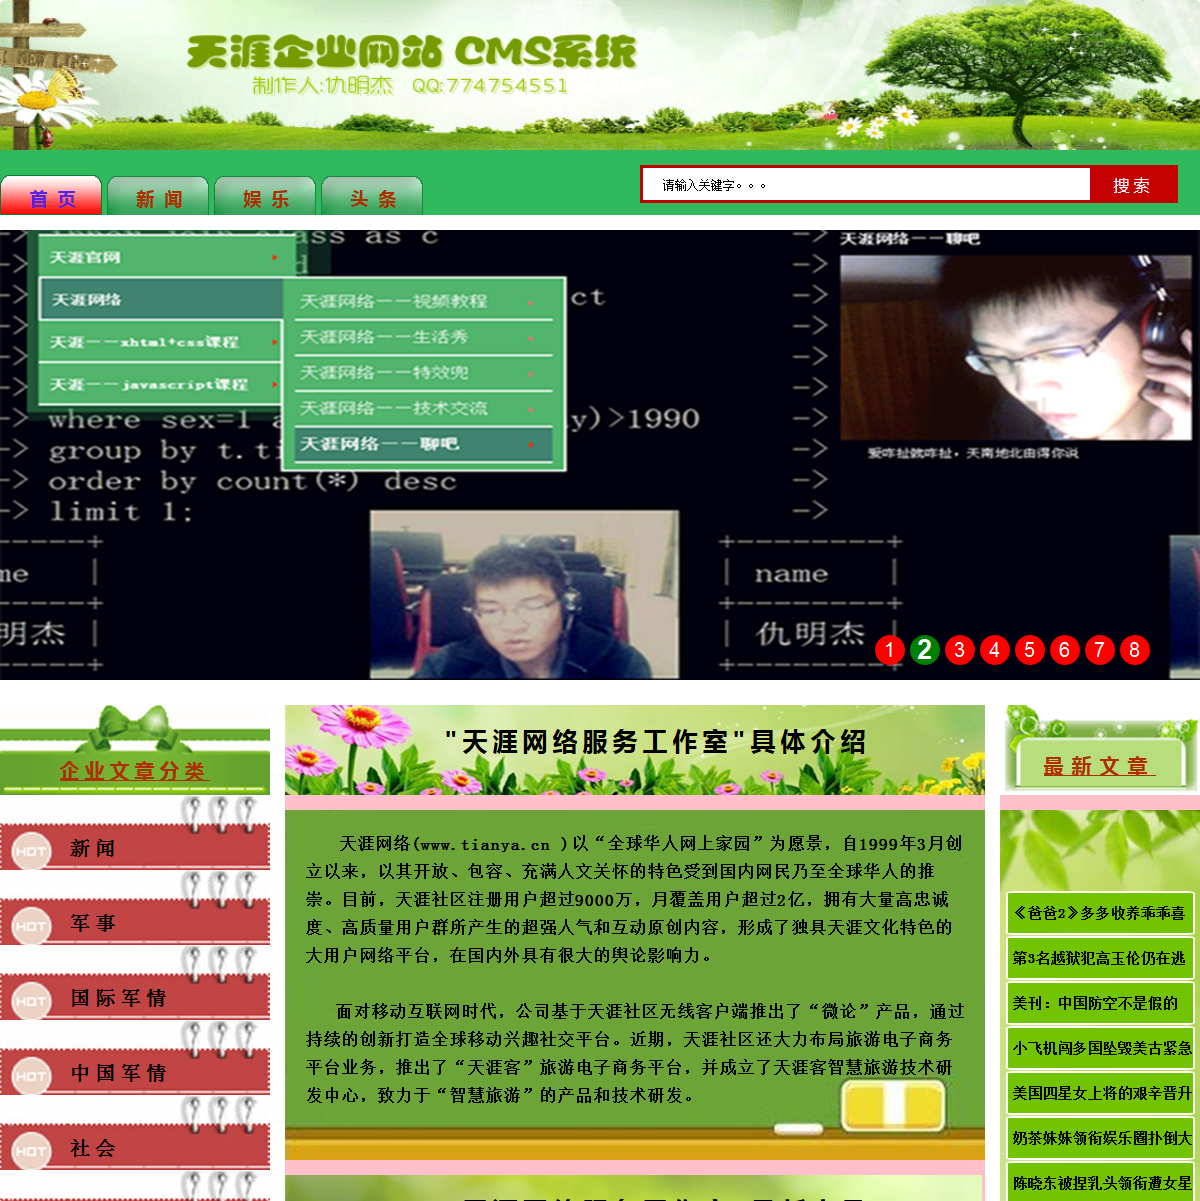 NEW LIFE
天涯企业网站 CMS系统
制作人:仇明杰 QQ:774754551
首 页
新 闻
娱 乐
头 条
请输入关键字。。。
搜索
-> inner join class as c
天涯官网
天涯网络
天涯——xhtml+css课程
天涯——javascript课程
天涯网络——视频教程
天涯网络——生活秀
天涯网络——特效兜
天涯网络——技术交流
天涯网络——聊吧
ct
-> where sex=1 a
y)>1990
-> group by t.ti
-> order by count(*) desc
-> limit 1;
me |
明杰 |
| name |
| 仇明杰 |
天涯网络——聊吧
爱咋扯就咋扯，天南地北由得你说
1
2
3
4
5
6
7
8
企业文章分类
HOT 新闻
HOT 军事
HOT 国际军情
HOT 中国军情
HOT 社会
"天涯网络服务工作室"具体介绍
天涯网络(www.tianya.cn )以“全球华人网上家园”为愿景，自1999年3月创
立以来，以其开放、包容、充满人文关怀的特色受到国内网民乃至全球华人的推
崇。目前，天涯社区注册用户超过9000万，月覆盖用户超过2亿，拥有大量高忠诚
度、高质量用户群所产生的超强人气和互动原创内容，形成了独具天涯文化特色的
大用户网络平台，在国内外具有很大的舆论影响力。
面对移动互联网时代，公司基于天涯社区无线客户端推出了“微论”产品，通过
持续的创新打造全球移动兴趣社交平台。近期，天涯社区还大力布局旅游电子商务
平台业务，推出了“天涯客”旅游电子商务平台，并成立了天涯客智慧旅游技术研
发中心，致力于“智慧旅游”的产品和技术研发。
最新文章
《爸爸2》多多收养乖乖喜
第3名越狱犯高玉伦仍在逃
美刊：中国防空不是假的
小飞机闯多国坠毁美古紧急
美国四星女上将的艰辛晋升
奶茶妹妹领衔娱乐圈扑倒大
陈晓东被捏乳头领衔遭女星